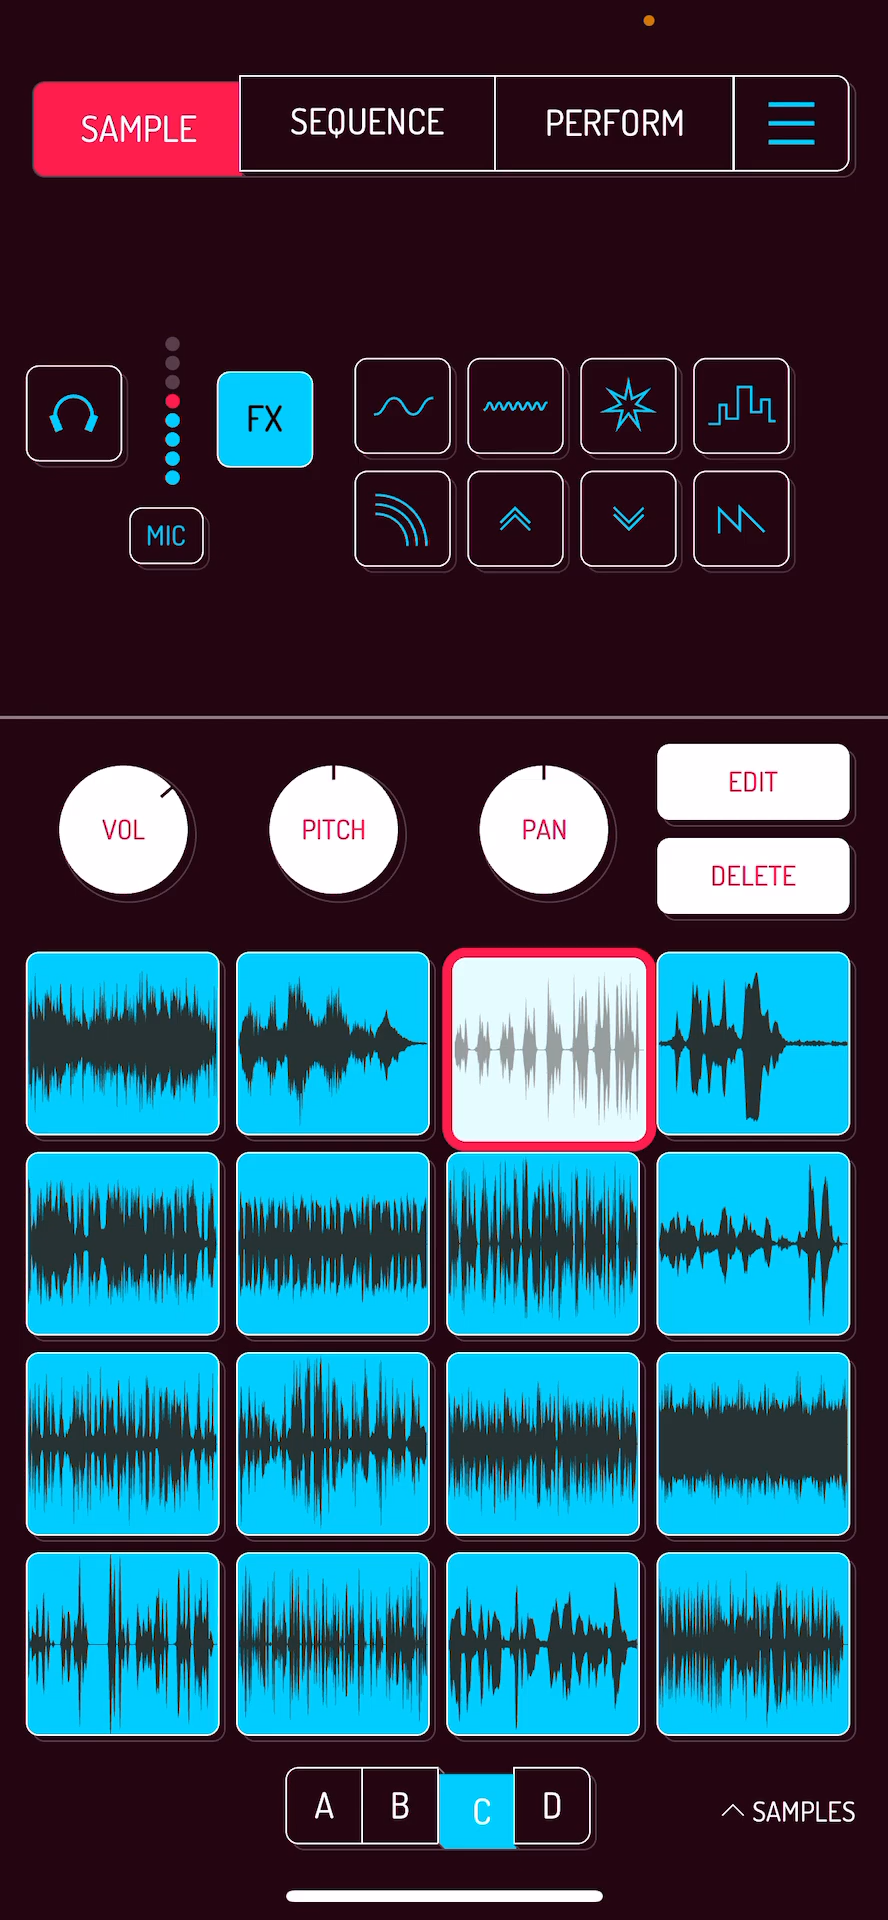 SAMPLE SEQUENCE PERFORM
FX
MIC
VOL PITCH PAN EDIT
DELETE
A B C D SAMPLES